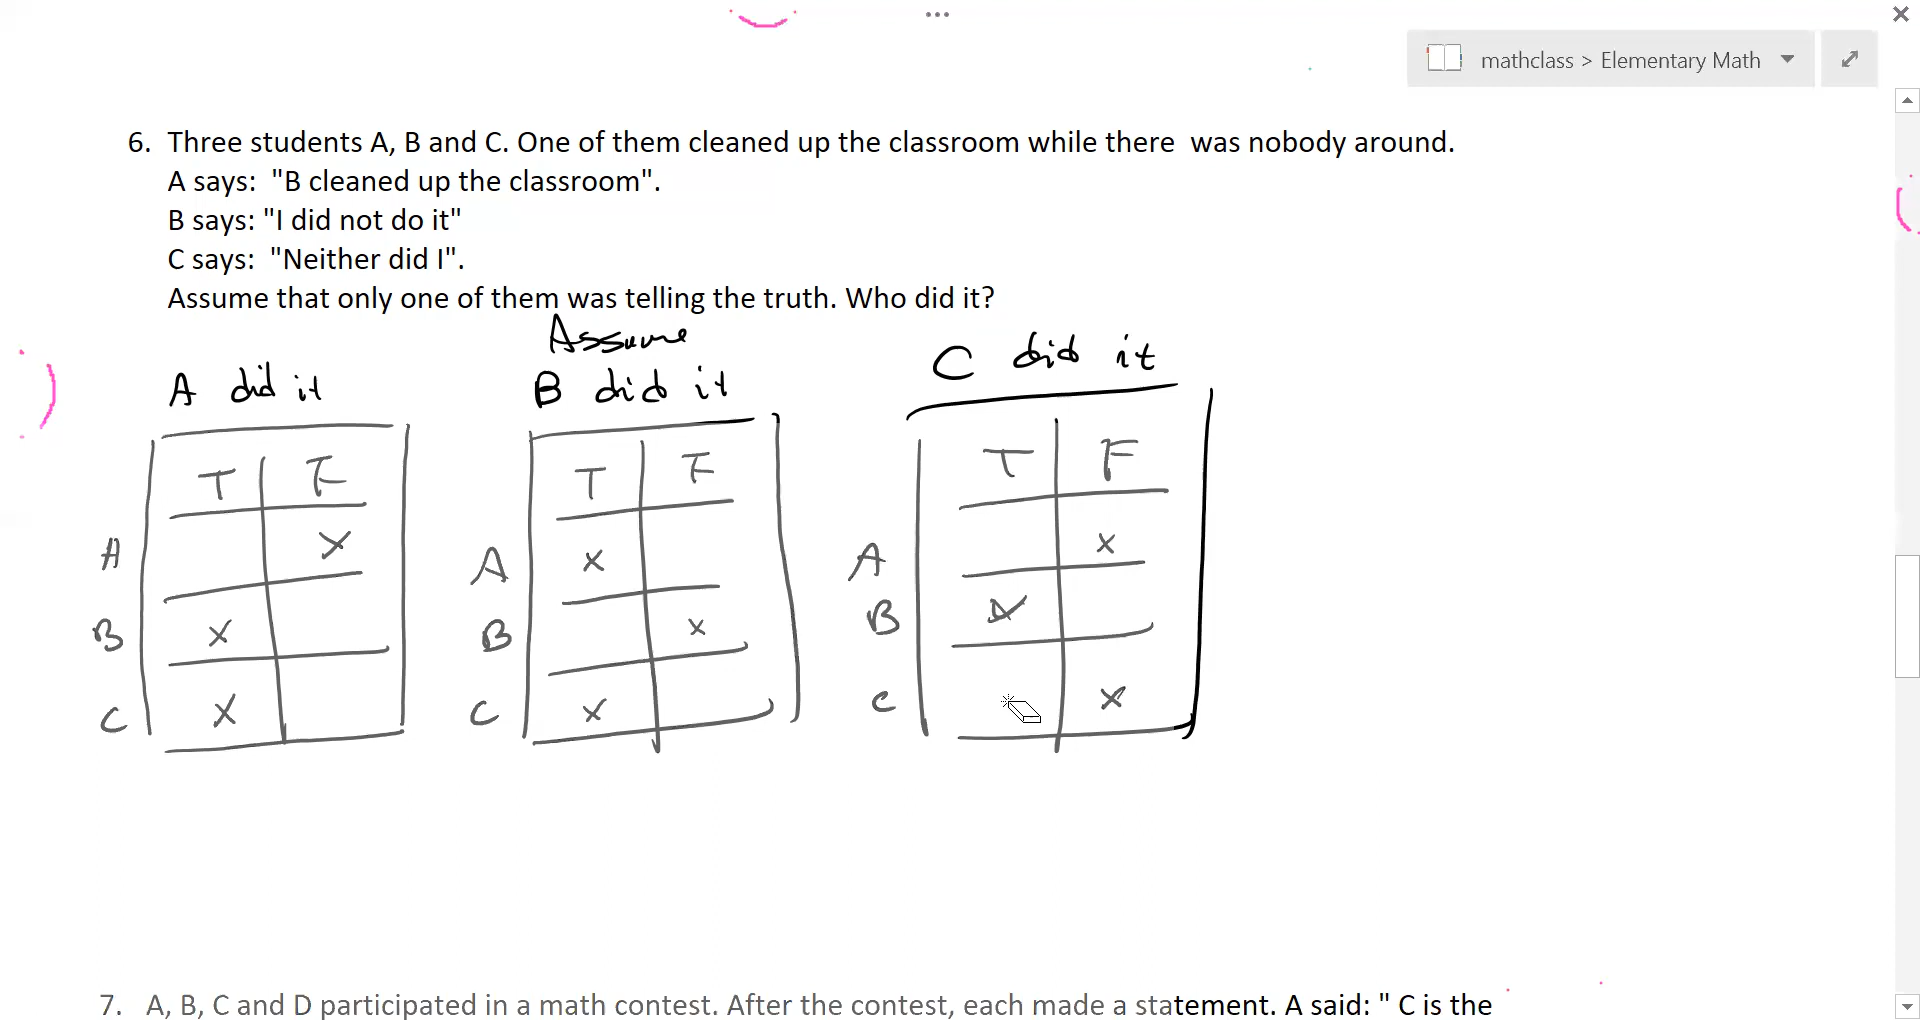 mathclass > Elementary Math
6. Three students A, B and C. One of them cleaned up the classroom while there was nobody around.
A says: "B cleaned up the classroom".
B says: "I did not do it"
C says: "Neither did I".
Assume that only one of them was telling the truth. Who did it?
Assume
A did it
B did it
C did it
T F
A X
B X
C X
T F
A X
B X
C X
T F
A X
B X
C X
7. A, B, C and D participated in a math contest. After the contest, each made a statement. A said: " C is the